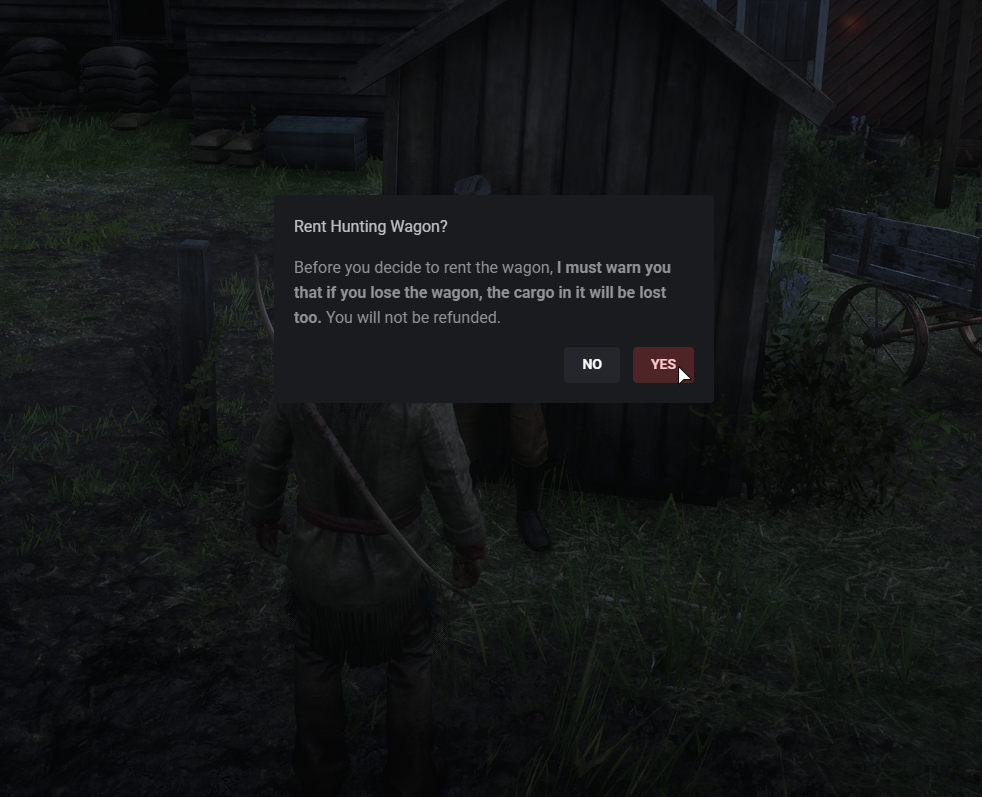 Rent Hunting Wagon?
Before you decide to rent the wagon, I must warn you
that if you lose the wagon, the cargo in it will be lost
too. You will not be refunded.
NO
YES